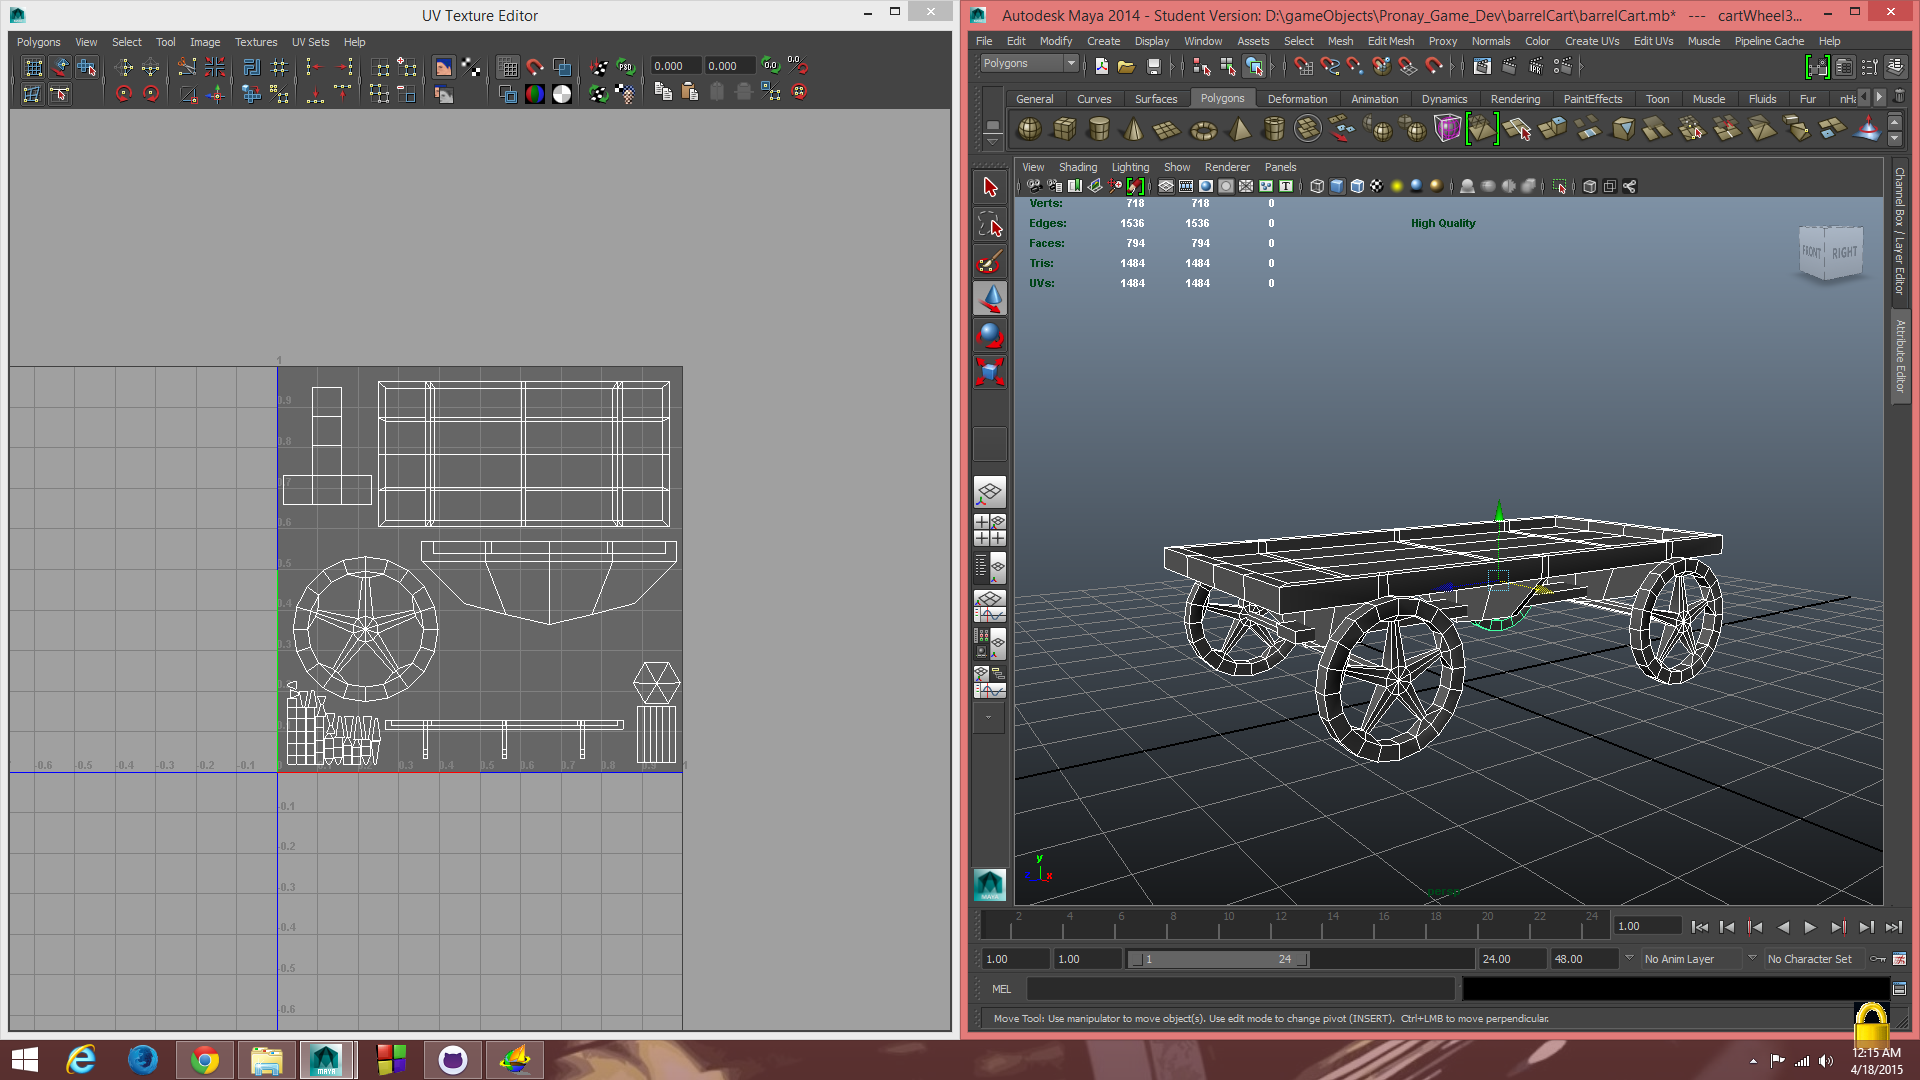 UV Texture Editor
Polygons View Select Tool Image Textures UV Sets Help
0.000 0.000
1
0.9
0.8
0.7
0.6
0.5
0.4
0.3
-0.6 -0.5 -0.4 -0.3 -0.2 -0.1 0 0.3 0.4 0.5 0.6 0.7 0.8 0.9 1
-0.1
-0.2
-0.3
-0.4
-0.5
-0.6
Autodesk Maya 2014 - Student Version: D:\gameObjects\Pronay_Game_Dev\barrelCart\barrelCart.mb* --- cartWheel3...
File Edit Modify Create Display Window Assets Select Mesh Edit Mesh Proxy Normals Color Create UVs Edit UVs Muscle Pipeline Cache Help
Polygons
General Curves Surfaces Polygons Deformation Animation Dynamics Rendering PaintEffects Toon Muscle Fluids Fur nHa
View Shading Lighting Show Renderer Panels
Verts: 718 718 0
Edges: 1536 1536 0
Faces: 794 794 0
Tris: 1484 1484 0
UVs: 1484 1484 0
High Quality
FRONT RIGHT
Channel Box / Layer Editor
Attribute Editor
y
z x
persp
MAYA
2 4 6 8 10 12 14 16 18 20 22 24
1.00
1.00 1.00 1 24 24.00 48.00 No Anim Layer No Character Set
MEL
Move Tool: Use manipulator to move object(s). Use edit mode to change pivot (INSERT). Ctrl+LMB to move perpendicular.
MAYA
12:15 AM
4/18/2015